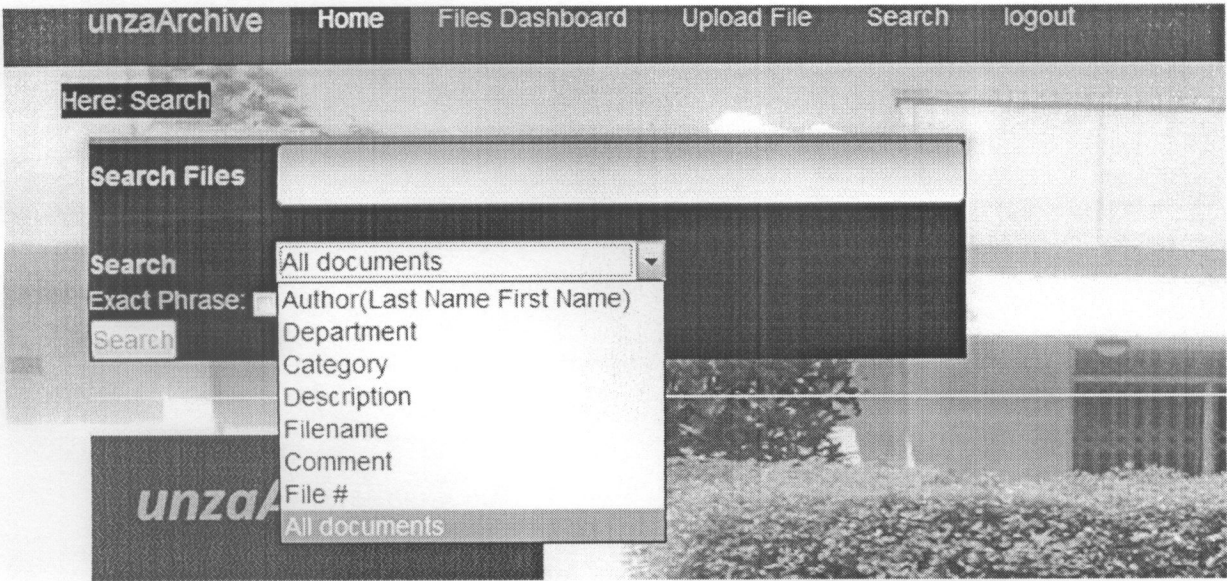 unzaArchive Home Files Dashboard Upload File Search logout
Here: Search
Search Files
Search All documents
Exact Phrase:
Search
Author(Last Name First Name)
Department
Category
Description
Filename
Comment
File #
All documents